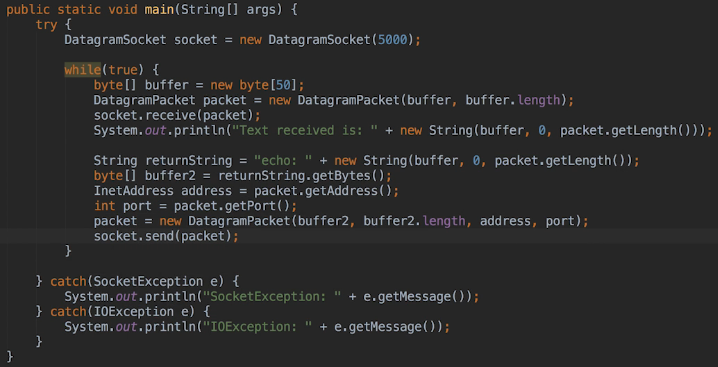 public static void main(String[] args) {
    try {
        DatagramSocket socket = new DatagramSocket(5000);

        while(true) {
            byte[] buffer = new byte[50];
            DatagramPacket packet = new DatagramPacket(buffer, buffer.length);
            socket.receive(packet);
            System.out.println("Text received is: " + new String(buffer, 0, packet.getLength()));

            String returnString = "echo: " + new String(buffer, 0, packet.getLength());
            byte[] buffer2 = returnString.getBytes();
            InetAddress address = packet.getAddress();
            int port = packet.getPort();
            packet = new DatagramPacket(buffer2, buffer2.length, address, port);
            socket.send(packet);
        }

    } catch(SocketException e) {
        System.out.println("SocketException: " + e.getMessage());
    } catch(IOException e) {
        System.out.println("IOException: " + e.getMessage());
    }
}